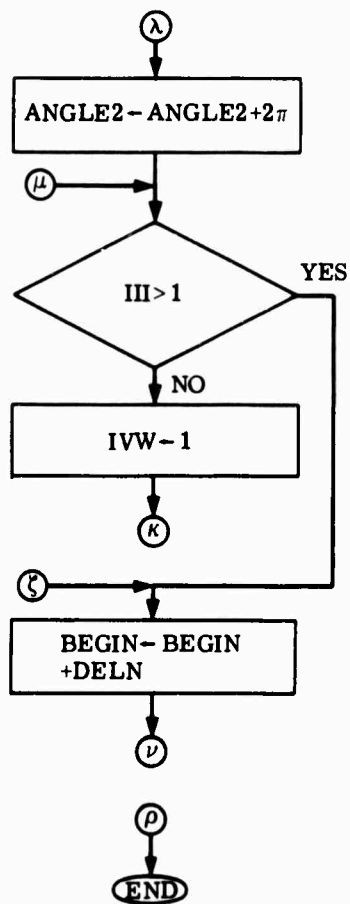 λ
ANGLE2←ANGLE2+2π
μ
III>1
YES
NO
IVW←1
κ
ζ
BEGIN←BEGIN
+DELN
ν
ρ
END